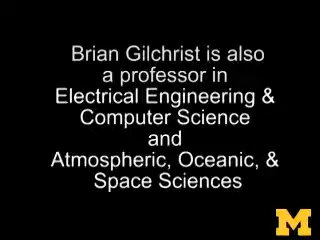 Brian Gilchrist is also
a professor in
Electrical Engineering &
Computer Science
and
Atmospheric, Oceanic, &
Space Sciences
M